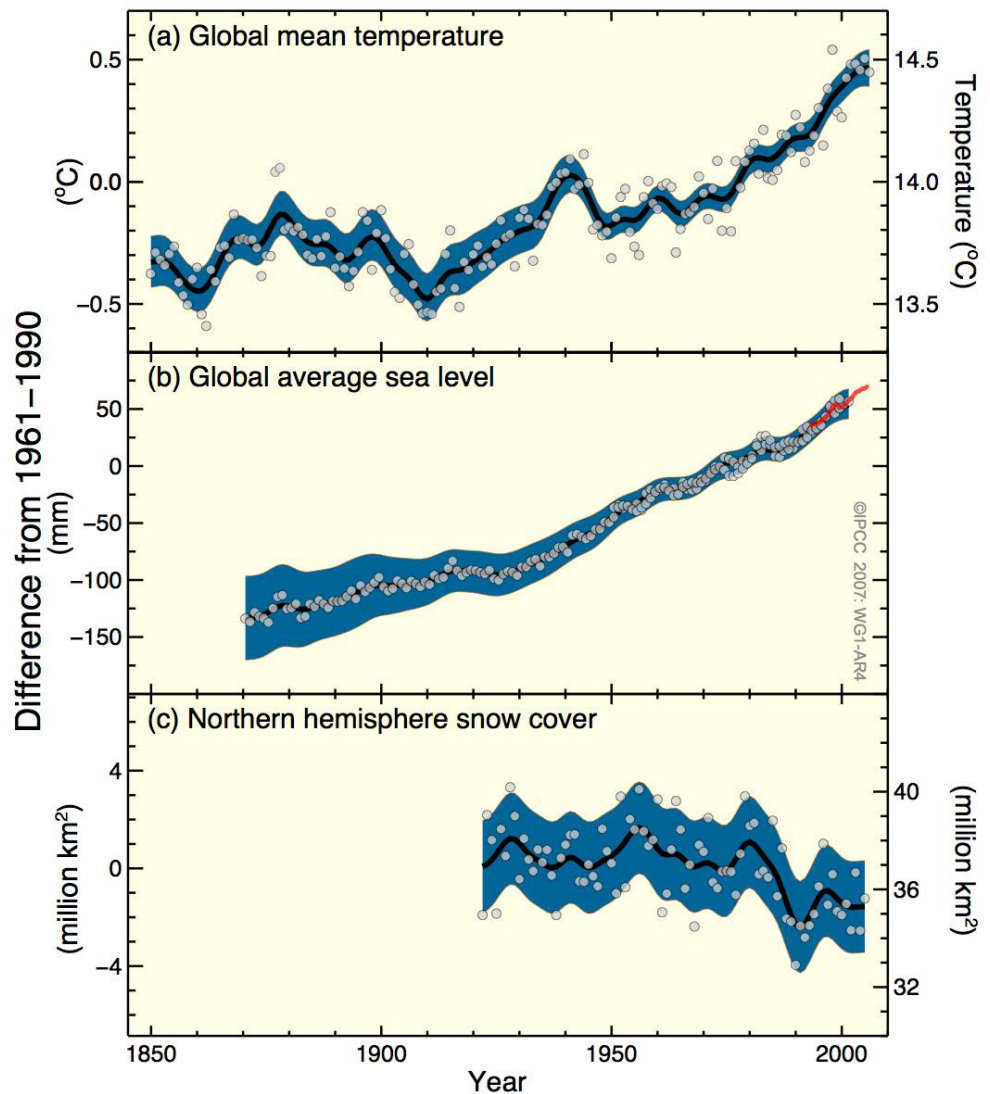 (a) Global mean temperature
0.5
0.0
−0.5
(°C)
14.5
14.0
13.5
Temperature (°C)
Difference from 1961−1990
(b) Global average sea level
50
0
−50
−100
−150
(mm)
©IPCC 2007: WG1-AR4
(c) Northern hemisphere snow cover
4
0
−4
(million km²)
40
36
32
(million km²)
1850 1900 1950 2000
Year